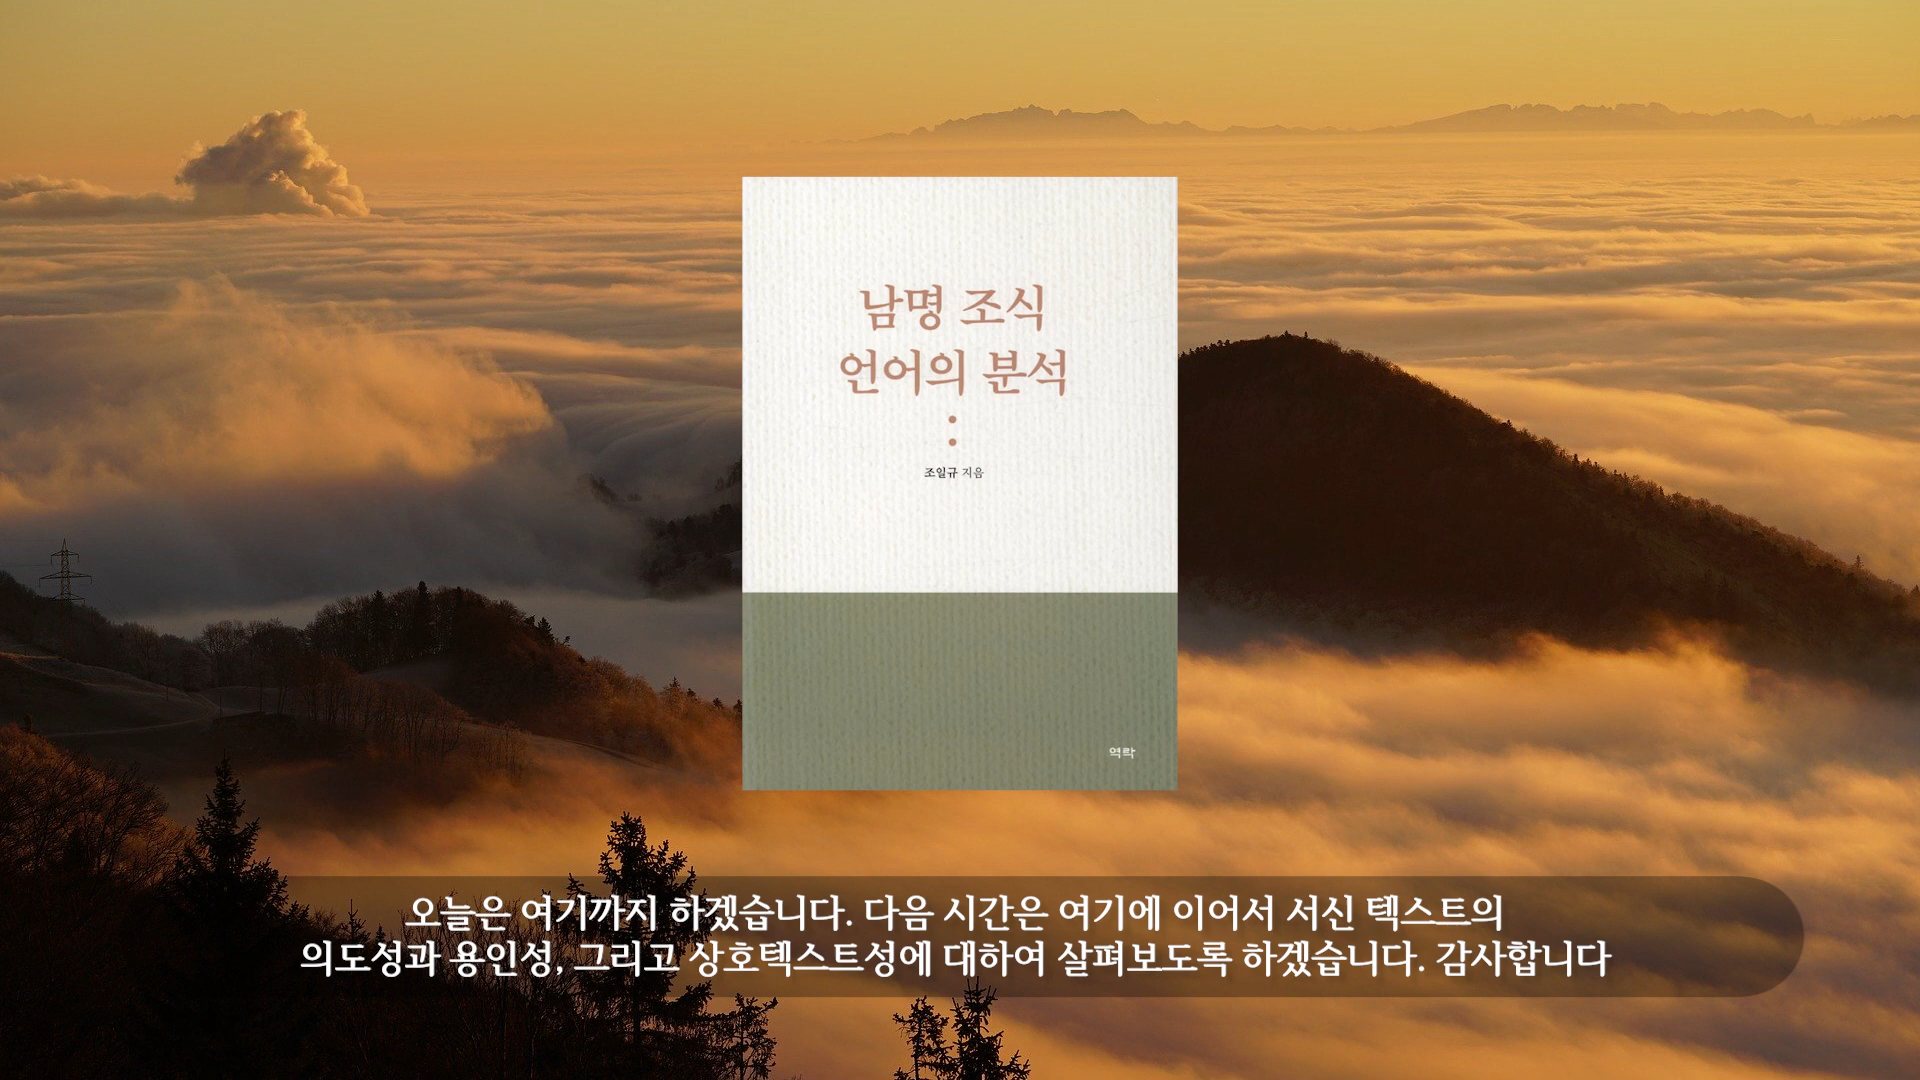 남명 조식
언어의 분석
:
조일규 지음
역락
오늘은 여기까지 하겠습니다. 다음 시간은 여기에 이어서 서신 텍스트의
의도성과 용인성, 그리고 상호텍스트성에 대하여 살펴보도록 하겠습니다. 감사합니다